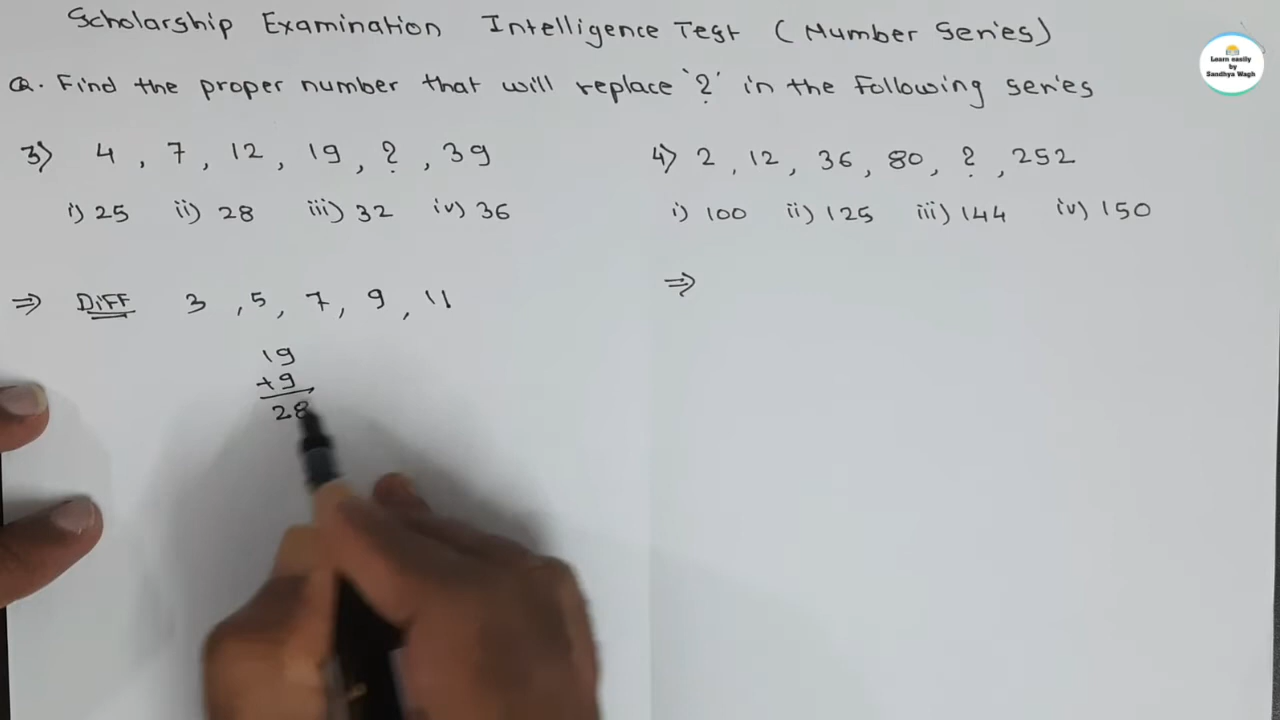 Scholarship Examination Intelligence Test (Number Series)
Q. Find the proper number that will replace '?' in the following series
3) 4, 7, 12, 19, ?, 39
i) 25 ii) 28 iii) 32 iv) 36
⇒ DIFF 3, 5, 7, 9, 11
19
+9
28
4) 2, 12, 36, 80, ?, 252
i) 100 ii) 125 iii) 144 iv) 150
⇒
Learn easily
by
Sandhya Wagh